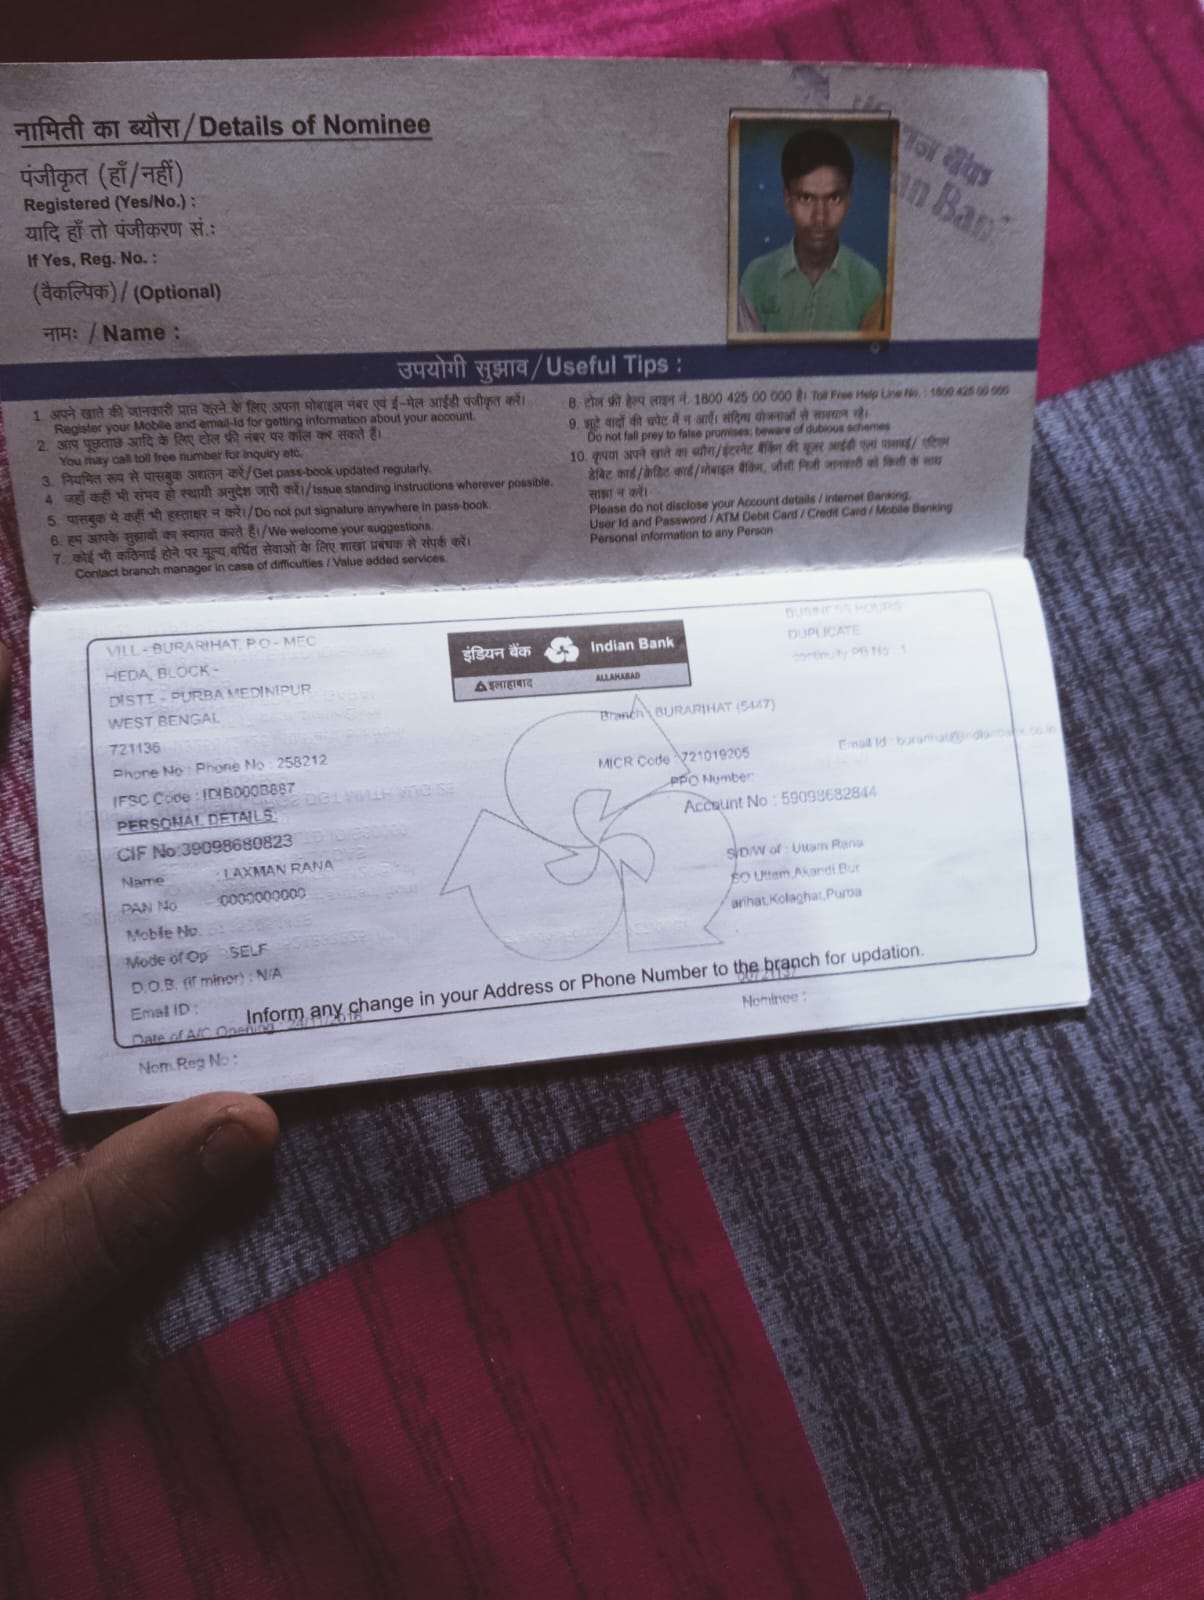 नामिती का ब्यौरा/Details of Nominee
पंजीकृत (हाँ/नहीं)
Registered (Yes/No.) :
यादि हाँ तो पंजीकरण सं.:
If Yes, Reg. No. :
(वैकल्पिक)/(Optional)
नामः / Name :
उपयोगी सुझाव/Useful Tips :
1. अपने खाते की जानकारी प्राप्त करने के लिए अपना मोबाइल नंबर एवं ई-मेल आईडी पंजीकृत करें।
Register your Mobile and email-Id for getting information about your account.
2. आप पूछताछ आदि के लिए टोल फ्री नंबर पर कॉल कर सकते हैं।
You may call toll free number for inquiry etc.
3. नियमित रूप से पासबुक अद्यतन करें/Get pass-book updated regularly.
4. जहाँ कहीं भी संभव हो स्थायी अनुदेश जारी करें।/Issue standing instructions wherever possible.
5. पासबुक में कहीं भी हस्ताक्षर न करें।/Do not put signature anywhere in pass-book.
6. हम आपके सुझावों का स्वागत करते हैं।/We welcome your suggestions.
7. कोई भी कठिनाई होने पर मूल्य वर्धित सेवाओं के लिए शाखा प्रबंधक से संपर्क करें।
Contact branch manager in case of difficulties / Value added services.
8. टोल फ्री हेल्प लाइन नं. 1800 425 00 000 है। Toll Free Help Line No. : 1800 425 00 000
9. झूटे वादों की चपेट में न आएँ। संदिग्ध योजनाओं से सावधान रहें।
Do not fall prey to false promises; beware of dubious schemes
10. कृपया अपने खाते का ब्यौरा/इंटरनेट बैंकिंग की यूजर आईडी एवं पासवर्ड/ एटीएम
डेबिट कार्ड/क्रेडिट कार्ड/मोबाइल बैंकिंग, जैसी निजी जानकारी को किसी के साथ
साझा न करें।
Please do not disclose your Account details / Internet Banking,
User Id and Password / ATM Debit Card / Credit Card / Mobile Banking
Personal information to any Person
इंडियन बैंक Indian Bank
इलाहाबाद ALLAHABAD
VILL - BURARIHAT, P.O - MEC
HEDA, BLOCK -
DISTT - PURBA MEDINIPUR
WEST BENGAL
721136
Phone No : Phone No : 258212
IFSC Code : IDIB000B887
PERSONAL DETAILS:
CIF No:39098680823
Name : LAXMAN RANA
PAN No :0000000000
Mobile No.
Mode of Op : SELF
D.O.B. (if minor) : N/A
Email ID :
Date of A/C Opening : 24/11/2016
Nom.Reg No :
BUSINESS HOURS
DUPLICATE
continuity PB No : 1
Branch : BURARIHAT (5447)
Email Id : burarihat@indianbank.co.in
MICR Code : 721019205
PPO Number:
Account No : 59098682844
S/D/W of : Uttam Rana
SO Uttam,Akandi,Bur
arihat,Kolaghat,Purba
Inform any change in your Address or Phone Number to the branch for updation.
Nominee :